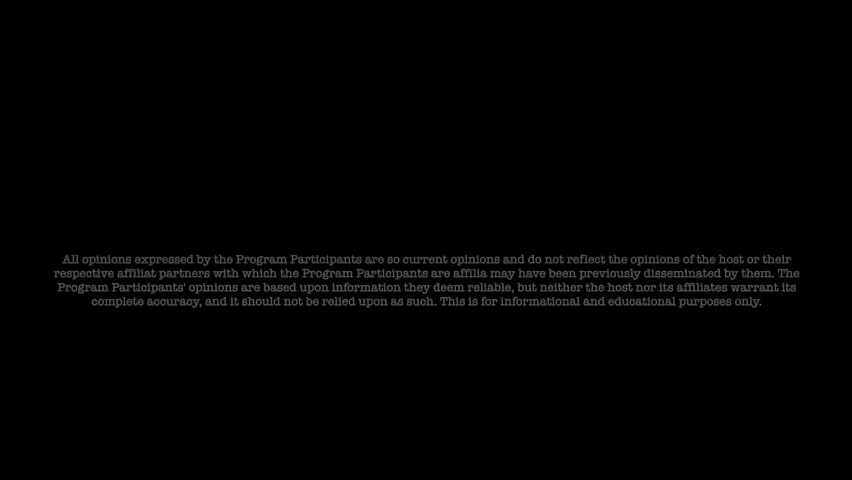 All opinions expressed by the Program Participants are so current opinions and do not reflect the opinions of the host or their
respective affiliat partners with which the Program Participants are affilia may have been previously disseminated by them. The
Program Participants' opinions are based upon information they deem reliable, but neither the host nor its affiliates warrant its
complete accuracy, and it should not be relied upon as such. This is for informational and educational purposes only.